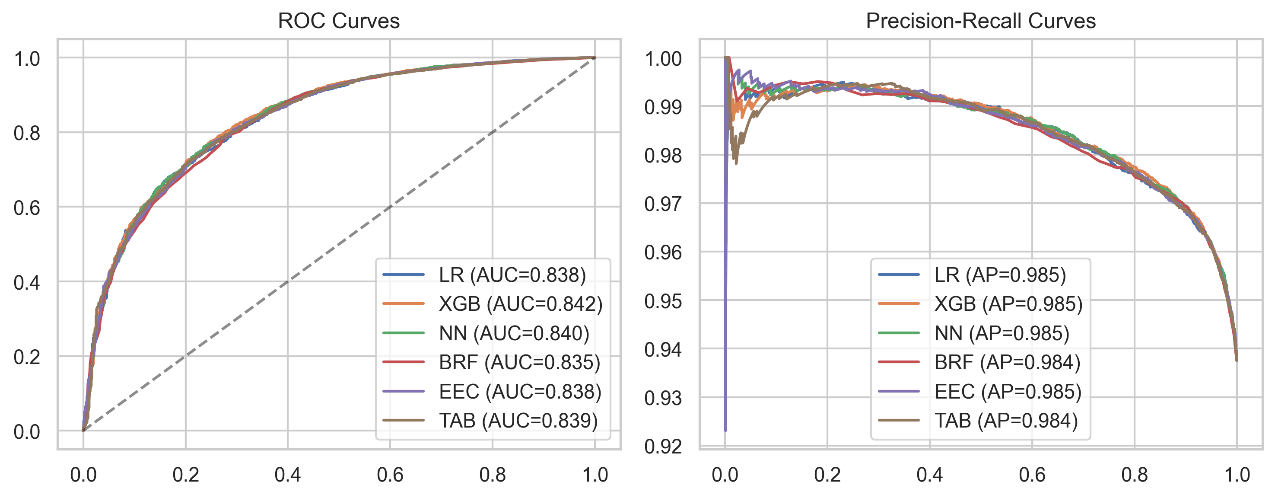 ROC Curves
1.0
0.8
0.6
0.4
0.2
0.0
0.0 0.2 0.4 0.6 0.8 1.0
LR (AUC=0.838)
XGB (AUC=0.842)
NN (AUC=0.840)
BRF (AUC=0.835)
EEC (AUC=0.838)
TAB (AUC=0.839)
Precision-Recall Curves
1.00
0.99
0.98
0.97
0.96
0.95
0.94
0.93
0.92
0.0 0.2 0.4 0.6 0.8 1.0
LR (AP=0.985)
XGB (AP=0.985)
NN (AP=0.985)
BRF (AP=0.984)
EEC (AP=0.985)
TAB (AP=0.984)